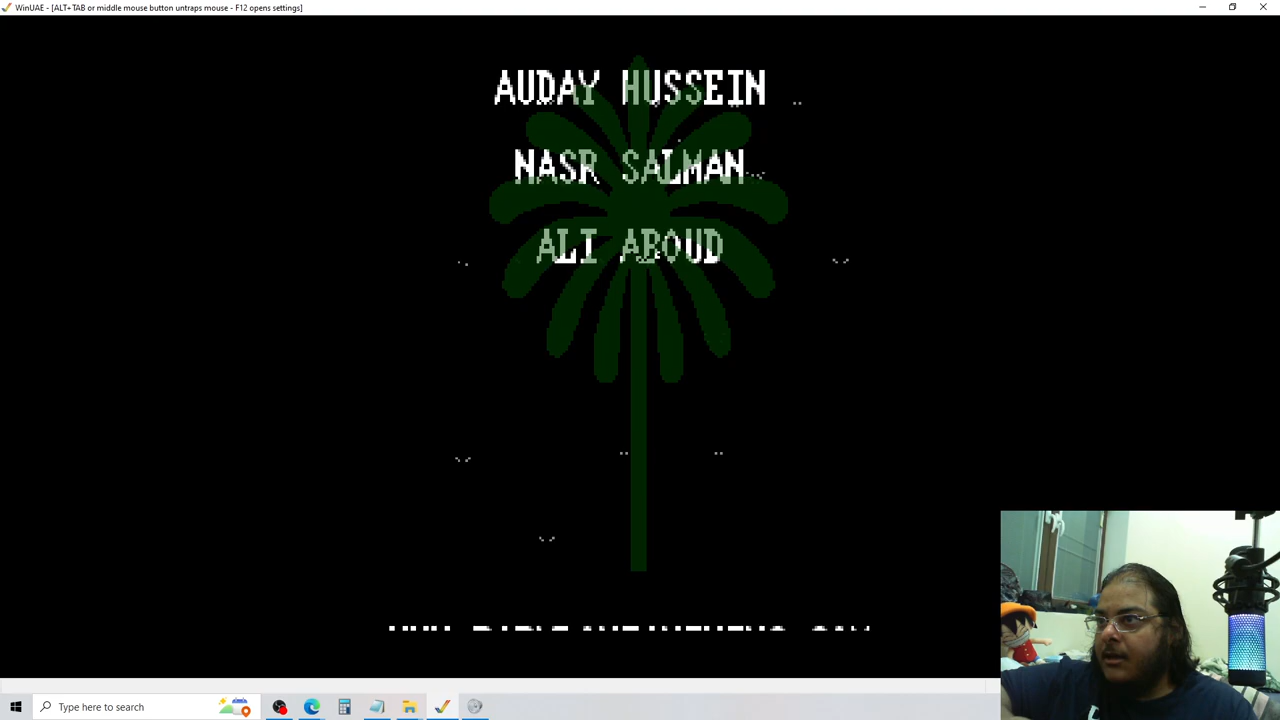 WinUAE - [ALT+TAB or middle mouse button untraps mouse - F12 opens settings]
AUDAY HUSSEIN
NASR SALMAN
ALI ABOUD
Type here to search